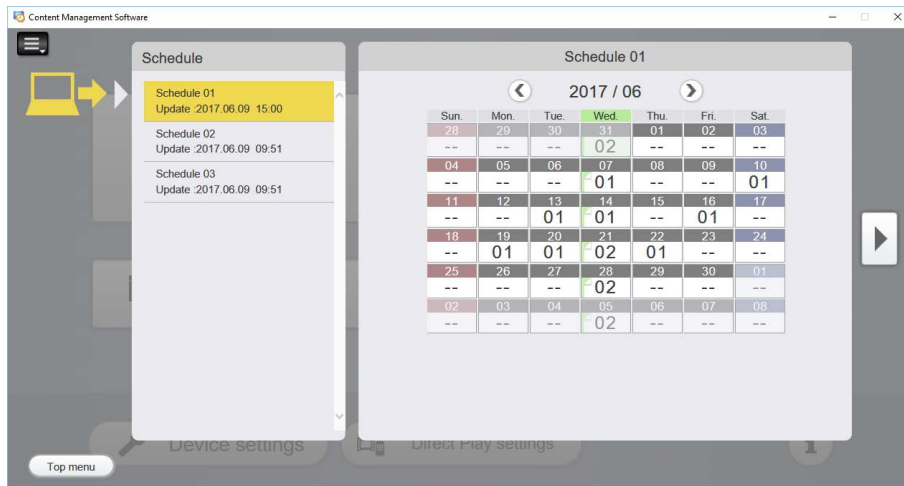 Content Management Software
Schedule
Schedule 01
Update :2017.06.09 15:00
Schedule 02
Update :2017.06.09 09:51
Schedule 03
Update :2017.06.09 09:51
Schedule 01
2017 / 06
Sun. Mon. Tue. Wed. Thu. Fri. Sat.
28 29 30 31 01 02 03
-- -- -- 02 -- -- --
04 05 06 07 08 09 10
-- -- -- 01 -- -- 01
11 12 13 14 15 16 17
-- -- 01 01 -- 01 --
18 19 20 21 22 23 24
-- 01 01 02 01 -- --
25 26 27 28 29 30 01
-- -- -- 02 -- -- --
02 03 04 05 06 07 08
-- -- -- 02 -- -- --
Device settings
Direct Play settings
Top menu